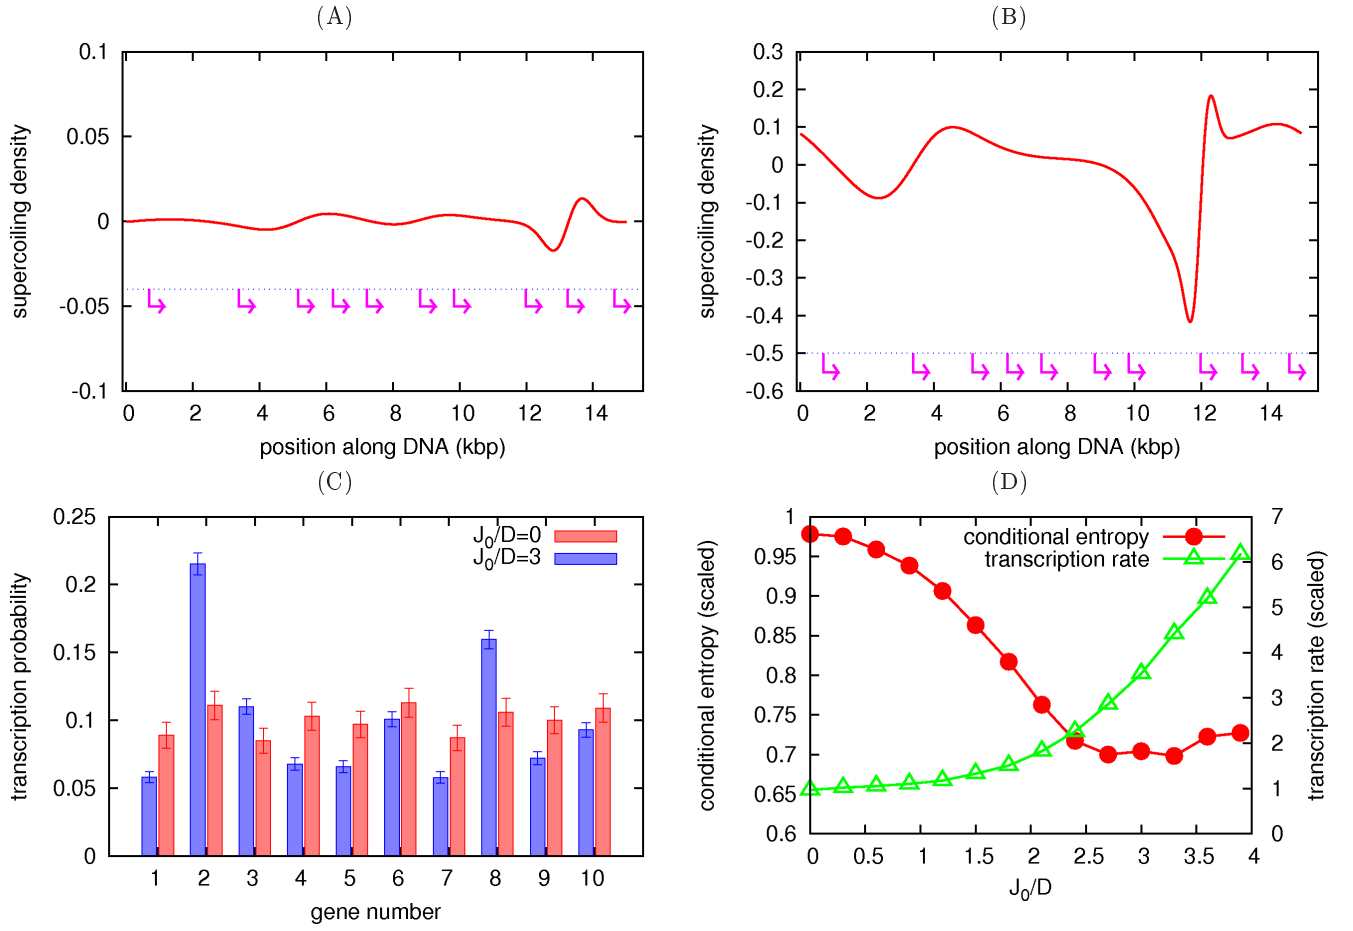 (A)
0.1
0.05
0
-0.05
-0.1
supercoiling density
0 2 4 6 8 10 12 14
position along DNA (kbp)
(B)
0.3
0.2
0.1
0
-0.1
-0.2
-0.3
-0.4
-0.5
-0.6
supercoiling density
0 2 4 6 8 10 12 14
position along DNA (kbp)
(C)
0.25
0.2
0.15
0.1
0.05
0
transcription probability
J0/D=0
J0/D=3
1 2 3 4 5 6 7 8 9 10
gene number
(D)
1
0.95
0.9
0.85
0.8
0.75
0.7
0.65
0.6
conditional entropy (scaled)
conditional entropy
transcription rate
7
6
5
4
3
2
1
0
transcription rate (scaled)
0 0.5 1 1.5 2 2.5 3 3.5 4
J0/D